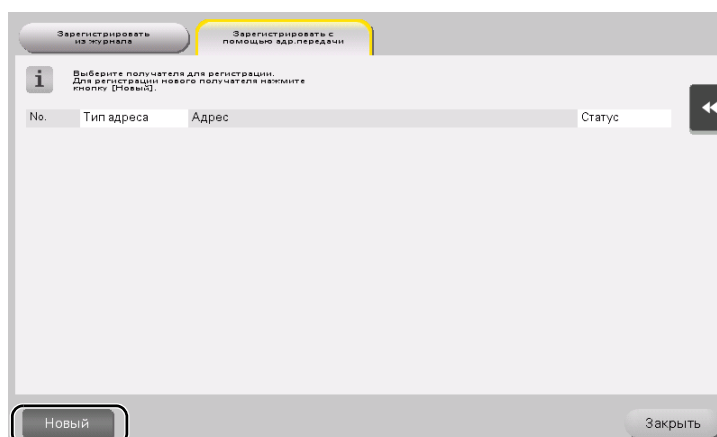 Зарегистрировать
из журнала
Зарегистрировать с
помощью адр.передачи
i
Выберите получателя для регистрации.
Для регистрации нового получателя нажмите
кнопку [Новый].
No. Тип адреса Адрес Статус
Новый
Закрыть